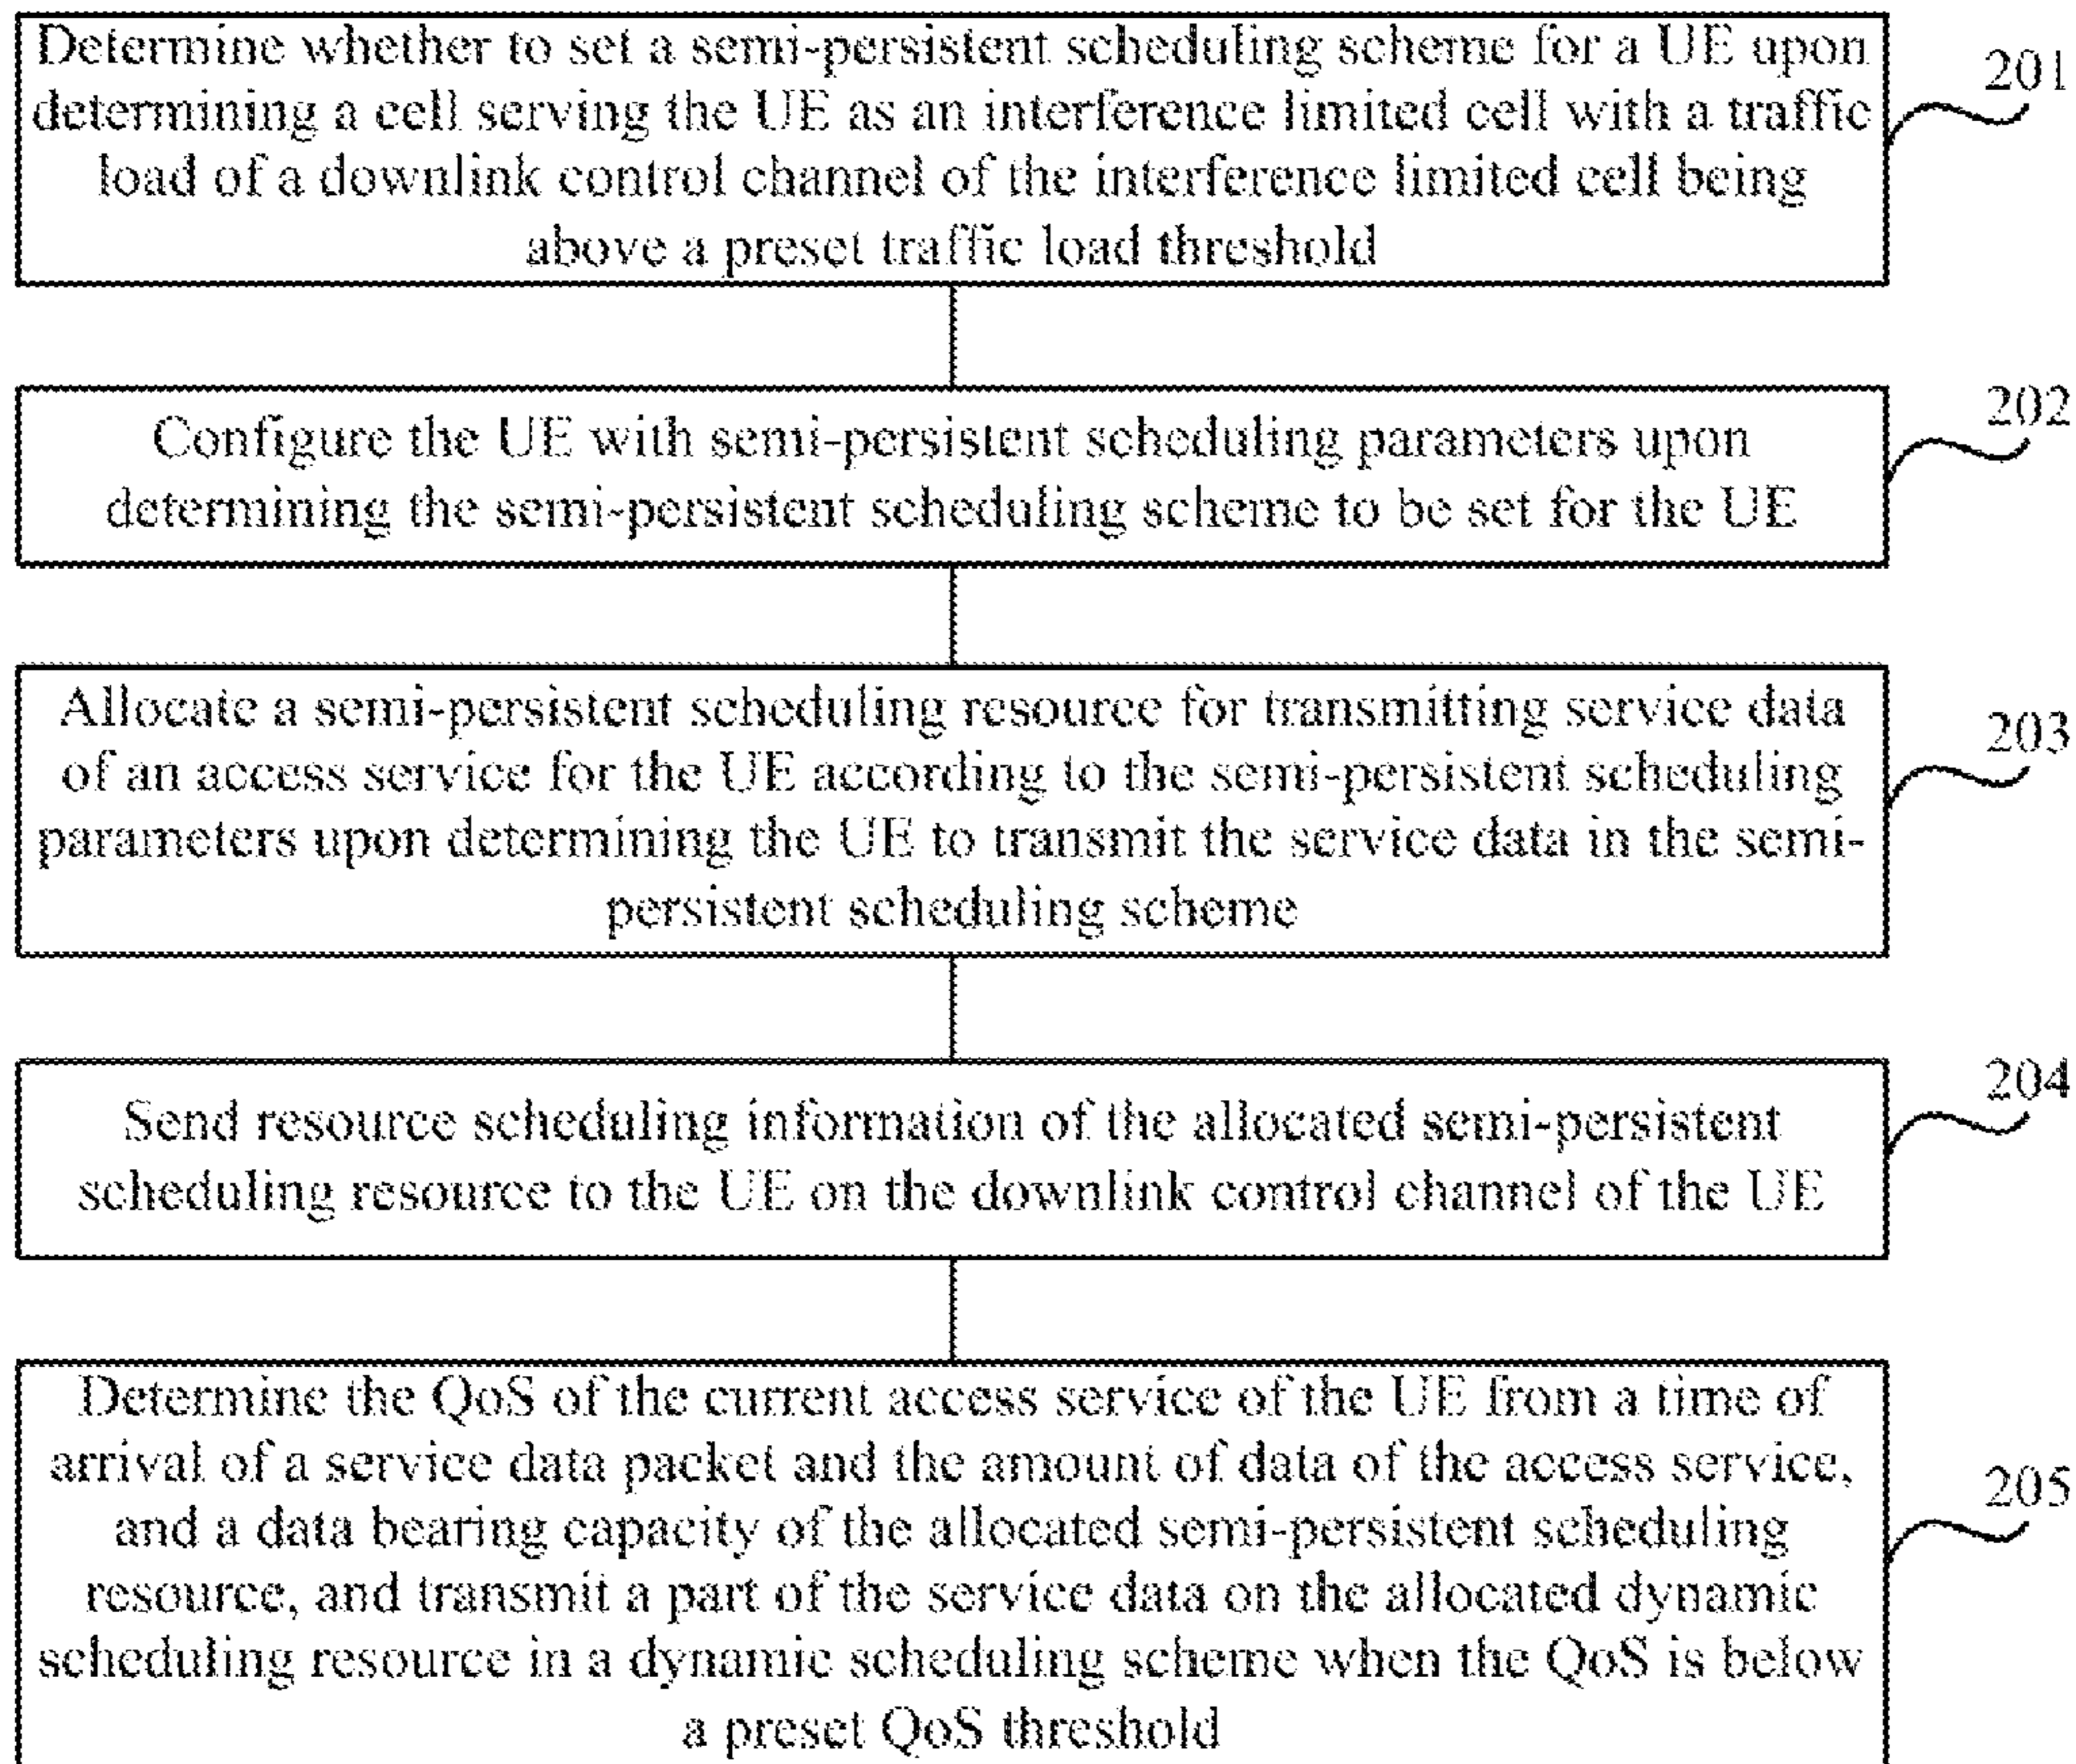 Determine whether to set a semi-persistent scheduling scheme for a UE upon
determining a cell serving the UE as an interference limited cell with a traffic
load of a downlink control channel of the interference limited cell being
above a preset traffic load threshold
201
Configure the UE with semi-persistent scheduling parameters upon
determining the semi-persistent scheduling scheme to be set for the UE
202
Allocate a semi-persistent scheduling resource for transmitting service data
of an access service for the UE according to the semi-persistent scheduling
parameters upon determining the UE to transmit the service data in the semi-
persistent scheduling scheme
203
Send resource scheduling information of the allocated semi-persistent
scheduling resource to the UE on the downlink control channel of the UE
204
Determine the QoS of the current access service of the UE from a time of
arrival of a service data packet and the amount of data of the access service,
and a data bearing capacity of the allocated semi-persistent scheduling
resource, and transmit a part of the service data on the allocated dynamic
scheduling resource in a dynamic scheduling scheme when the QoS is below
a preset QoS threshold
205